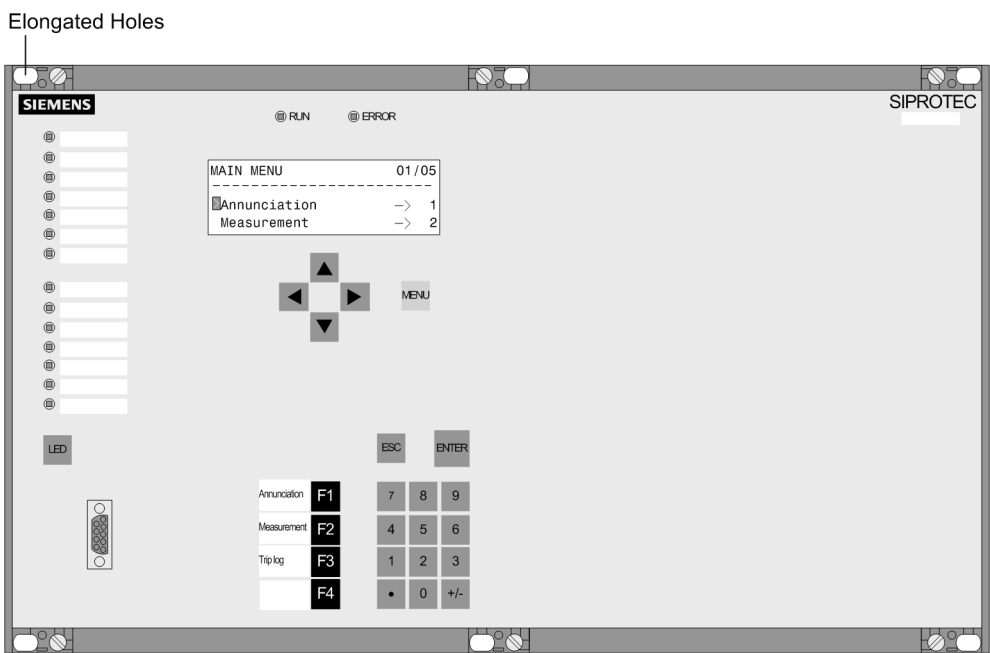 Elongated Holes
SIEMENS
SIPROTEC
RUN ERROR
MAIN MENU 01/05
--------------------------
>Annunciation —> 1
Measurement —> 2
MENU
LED
ESC ENTER
Annunciation F1 7 8 9
Measurement F2 4 5 6
Trip log F3 1 2 3
F4 • 0 +/-